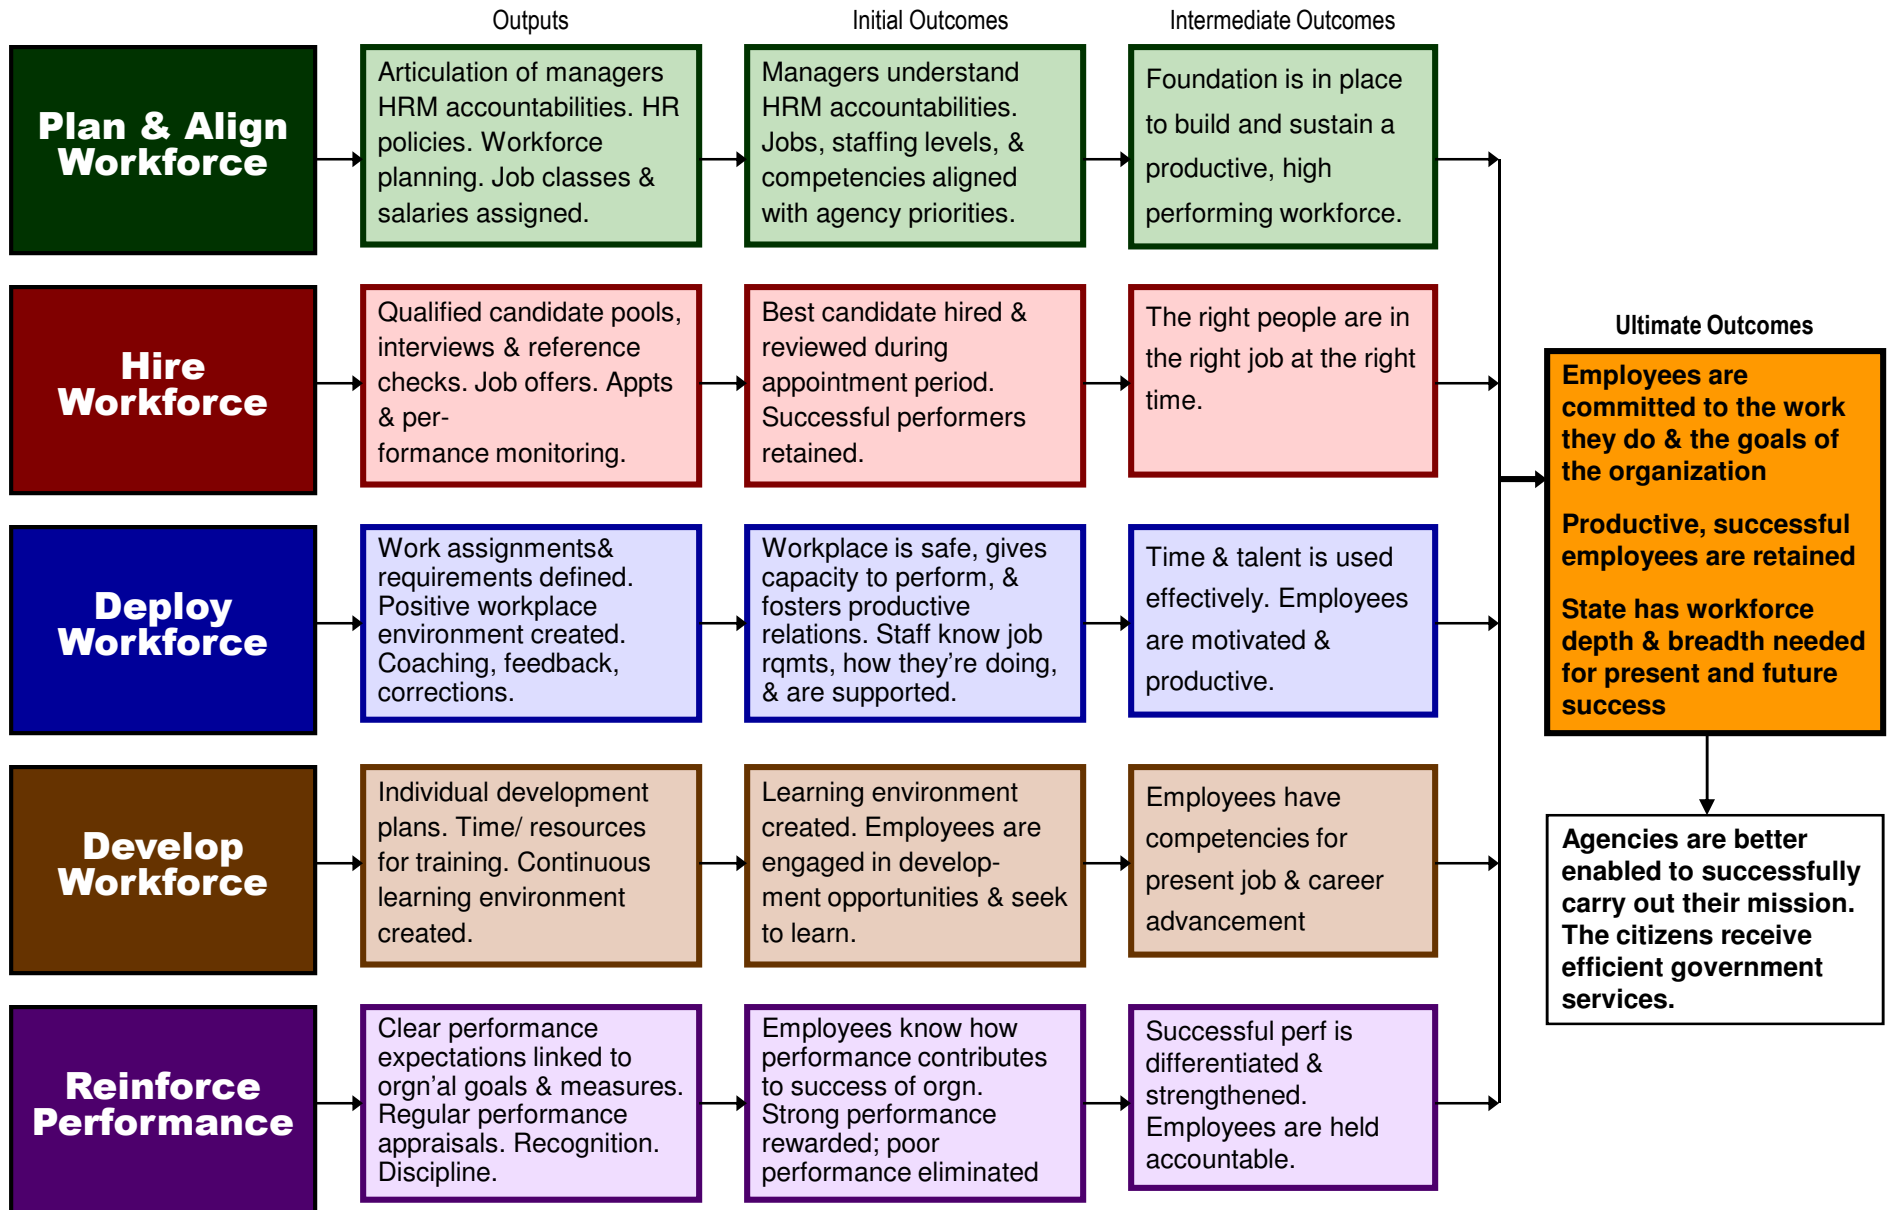 Outputs
Initial Outcomes
Intermediate Outcomes
Plan & Align
Workforce
Articulation of managers
HRM accountabilities. HR
policies. Workforce
planning. Job classes &
salaries assigned.
Managers understand
HRM accountabilities.
Jobs, staffing levels, &
competencies aligned
with agency priorities.
Foundation is in place
to build and sustain a
productive, high
performing workforce.
Hire
Workforce
Qualified candidate pools,
interviews & reference
checks. Job offers. Appts
& per-
formance monitoring.
Best candidate hired &
reviewed during
appointment period.
Successful performers
retained.
The right people are in
the right job at the right
time.
Deploy
Workforce
Work assignments&
requirements defined.
Positive workplace
environment created.
Coaching, feedback,
corrections.
Workplace is safe, gives
capacity to perform, &
fosters productive
relations. Staff know job
rqmts, how they’re doing,
& are supported.
Time & talent is used
effectively. Employees
are motivated &
productive.
Develop
Workforce
Individual development
plans. Time/ resources
for training. Continuous
learning environment
created.
Learning environment
created. Employees are
engaged in develop-
ment opportunities & seek
to learn.
Employees have
competencies for
present job & career
advancement
Reinforce
Performance
Clear performance
expectations linked to
orgn’al goals & measures.
Regular performance
appraisals. Recognition.
Discipline.
Employees know how
performance contributes
to success of orgn.
Strong performance
rewarded; poor
performance eliminated
Successful perf is
differentiated &
strengthened.
Employees are held
accountable.
Ultimate Outcomes
Employees are
committed to the work
they do & the goals of
the organization
Productive, successful
employees are retained
State has workforce
depth & breadth needed
for present and future
success
Agencies are better
enabled to successfully
carry out their mission.
The citizens receive
efficient government
services.